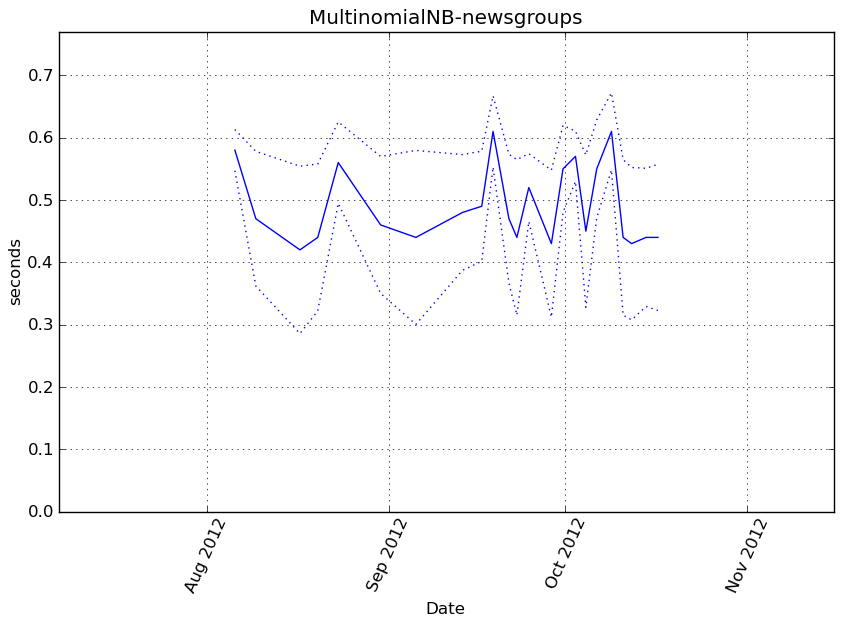 MultinomialNB-newsgroups
0.7
0.6
0.5
0.4
0.3
0.2
0.1
0.0
seconds
Aug 2012
Sep 2012
Oct 2012
Nov 2012
Date